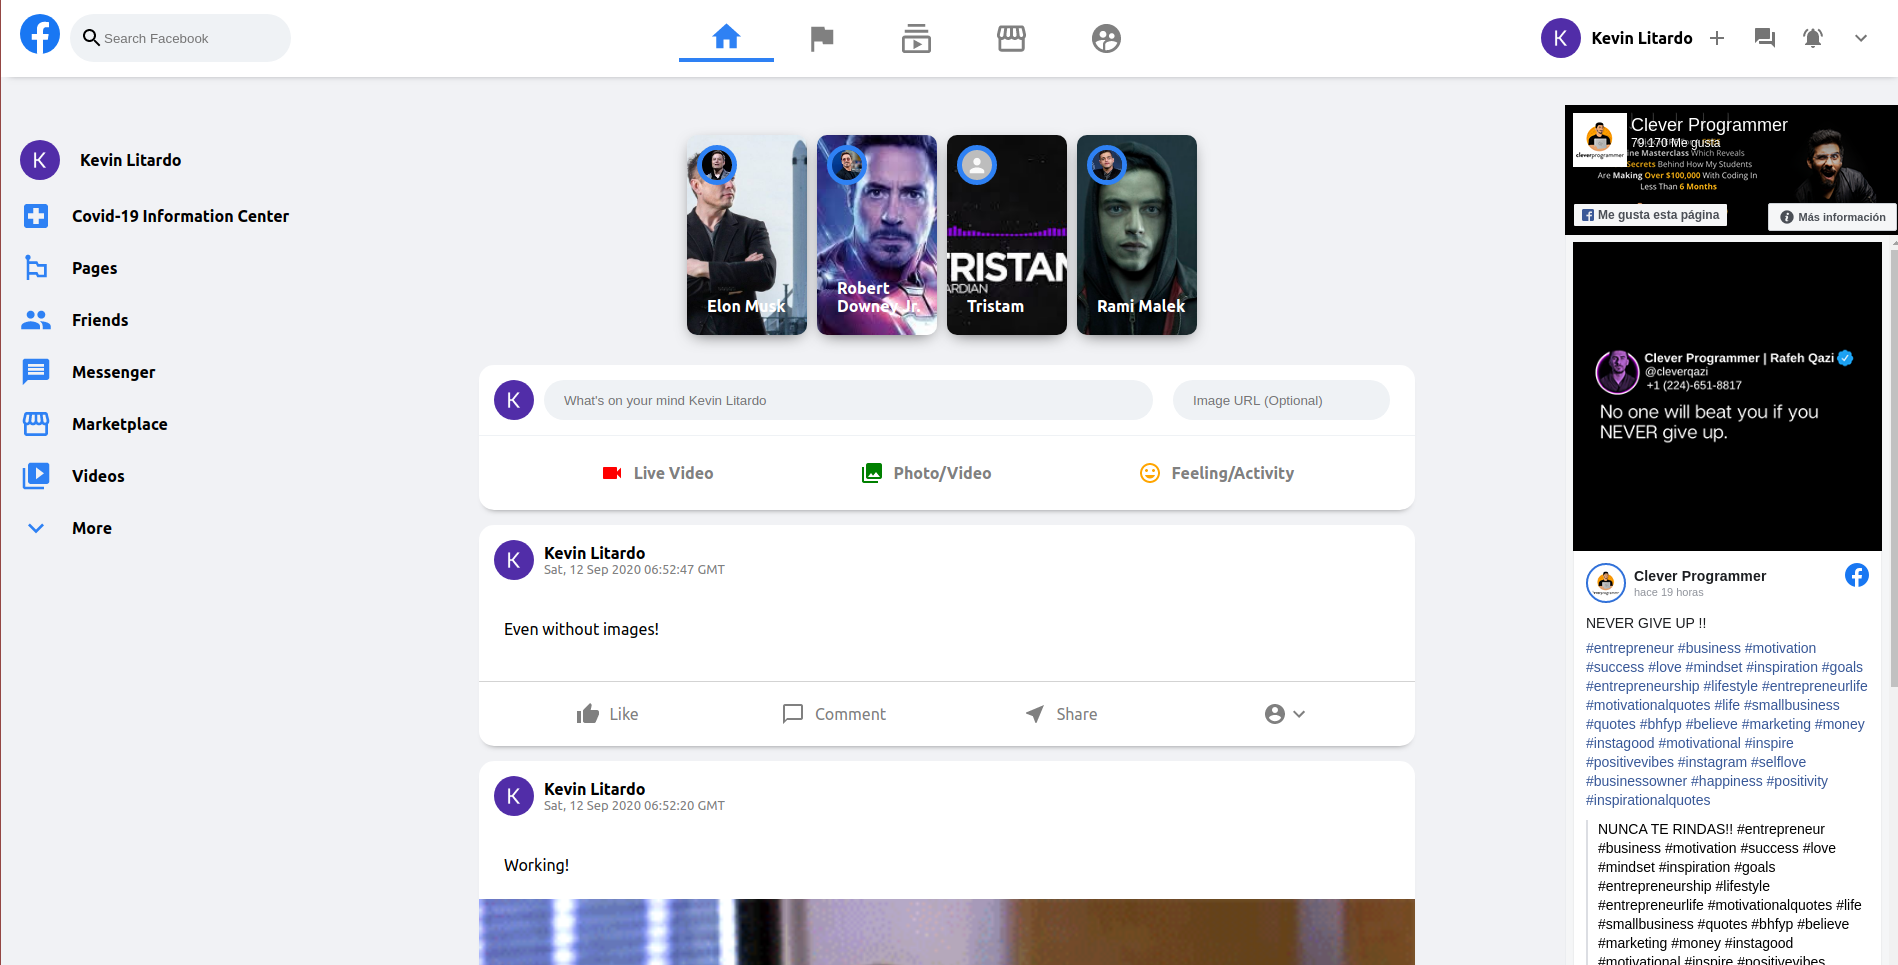 Search Facebook
K Kevin Litardo
K Kevin Litardo
Covid-19 Information Center
Pages
Friends
Messenger
Marketplace
Videos
More
Elon Musk
Robert
Downey Jr.
TRISTAM
Tristam
Rami Malek
K What's on your mind Kevin Litardo Image URL (Optional)
Live Video Photo/Video Feeling/Activity
K Kevin Litardo
Sat, 12 Sep 2020 06:52:47 GMT
Even without images!
Like Comment Share
K Kevin Litardo
Sat, 12 Sep 2020 06:52:20 GMT
Working!
Clever Programmer
79.170 Me gusta
cleverprogrammer
Masterclass Which Reveals
Secrets Behind How My Students
Are Making Over $100,000 With Coding In
Less Than 6 Months
Me gusta esta página
Más información
Clever Programmer | Rafeh Qazi
@cleverqazi
+1 (224)-651-8817
No one will beat you if you
NEVER give up.
Clever Programmer
hace 19 horas
NEVER GIVE UP !!
#entrepreneur #business #motivation
#success #love #mindset #inspiration #goals
#entrepreneurship #lifestyle #entrepreneurlife
#motivationalquotes #life #smallbusiness
#quotes #bhfyp #believe #marketing #money
#instagood #motivational #inspire
#positivevibes #instagram #selflove
#businessowner #happiness #positivity
#inspirationalquotes
NUNCA TE RINDAS!! #entrepreneur
#business #motivation #success #love
#mindset #inspiration #goals
#entrepreneurship #lifestyle
#entrepreneurlife #motivationalquotes #life
#smallbusiness #quotes #bhfyp #believe
#marketing #money #instagood
#motivational #inspire #positivevibes